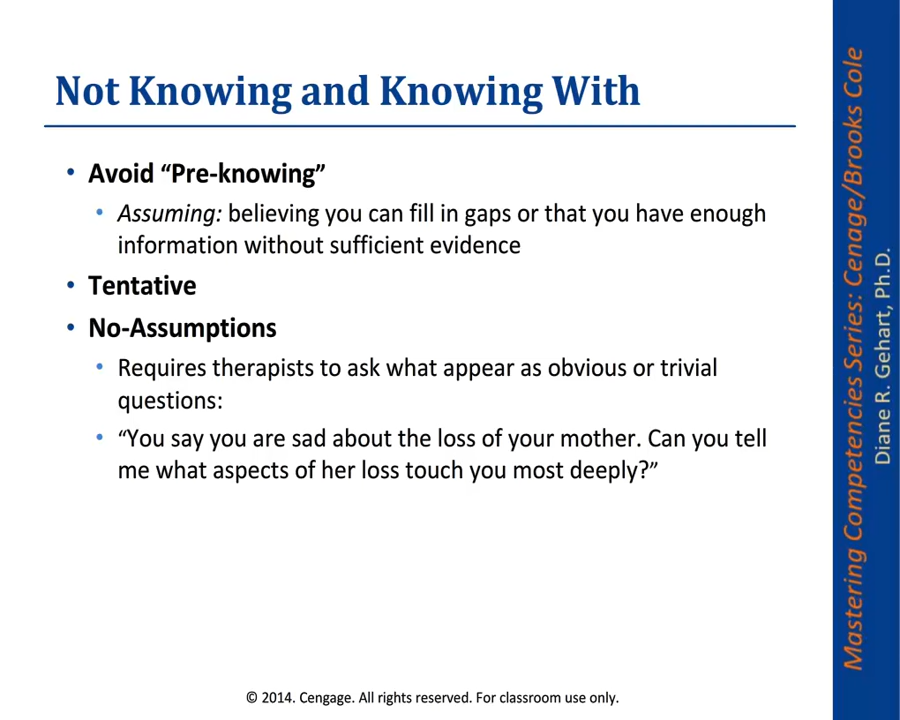 Not Knowing and Knowing With
• Avoid “Pre-knowing”
• Assuming: believing you can fill in gaps or that you have enough
information without sufficient evidence
• Tentative
• No-Assumptions
• Requires therapists to ask what appear as obvious or trivial
questions:
• “You say you are sad about the loss of your mother. Can you tell
me what aspects of her loss touch you most deeply?”
© 2014. Cengage. All rights reserved. For classroom use only.
Mastering Competencies Series: Cenage/Brooks Cole
Diane R. Gehart, Ph.D.